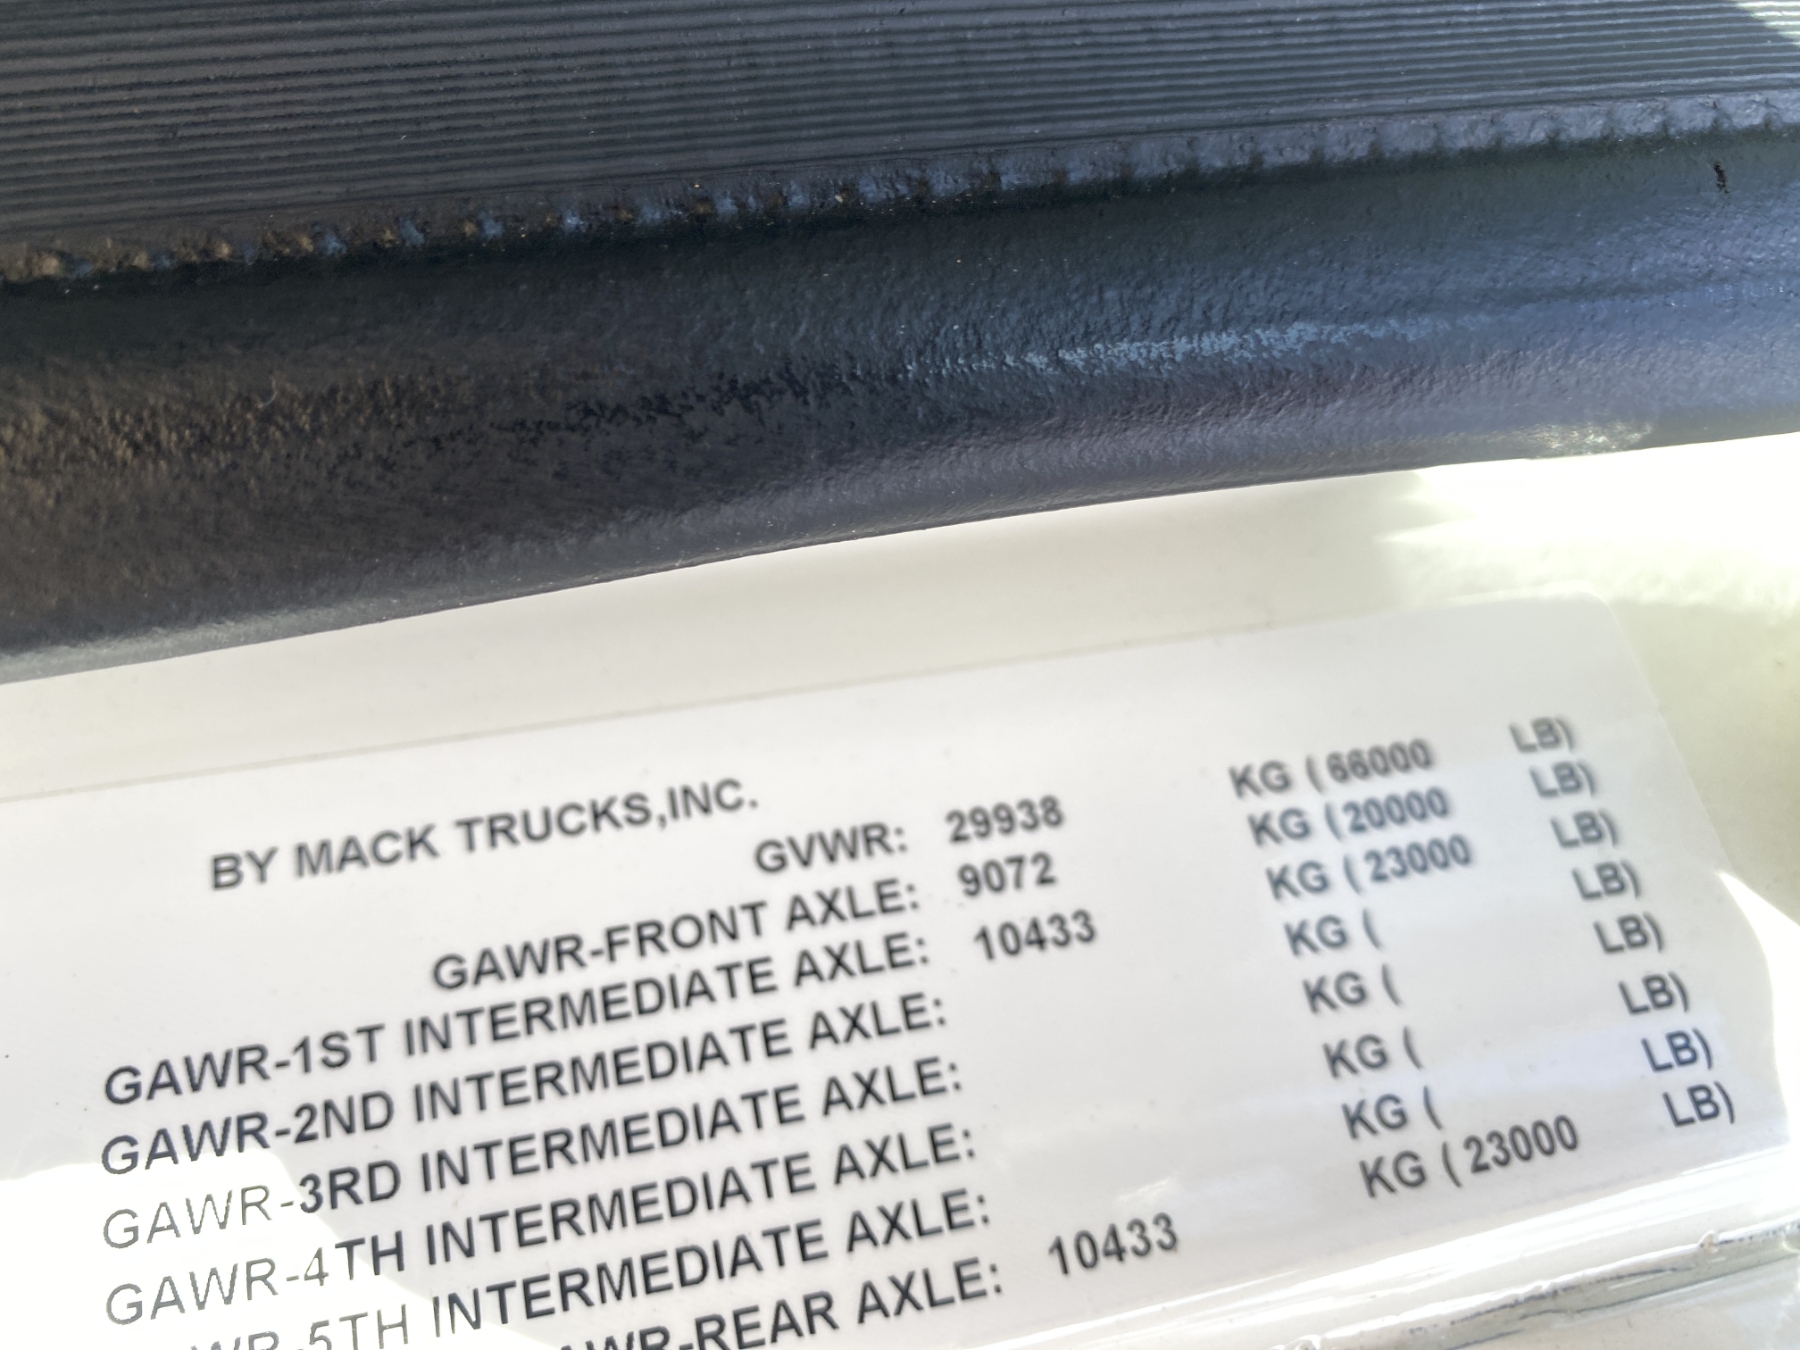 BY MACK TRUCKS,INC.
GVWR: 29938 KG (66000 LB)
GAWR-FRONT AXLE: 9072 KG (20000 LB)
GAWR-1ST INTERMEDIATE AXLE: 10433 KG (23000 LB)
GAWR-2ND INTERMEDIATE AXLE: KG ( LB)
GAWR-3RD INTERMEDIATE AXLE: KG ( LB)
GAWR-4TH INTERMEDIATE AXLE: KG ( LB)
WR-5TH INTERMEDIATE AXLE: KG ( LB)
AWR-REAR AXLE: 10433 KG (23000 LB)